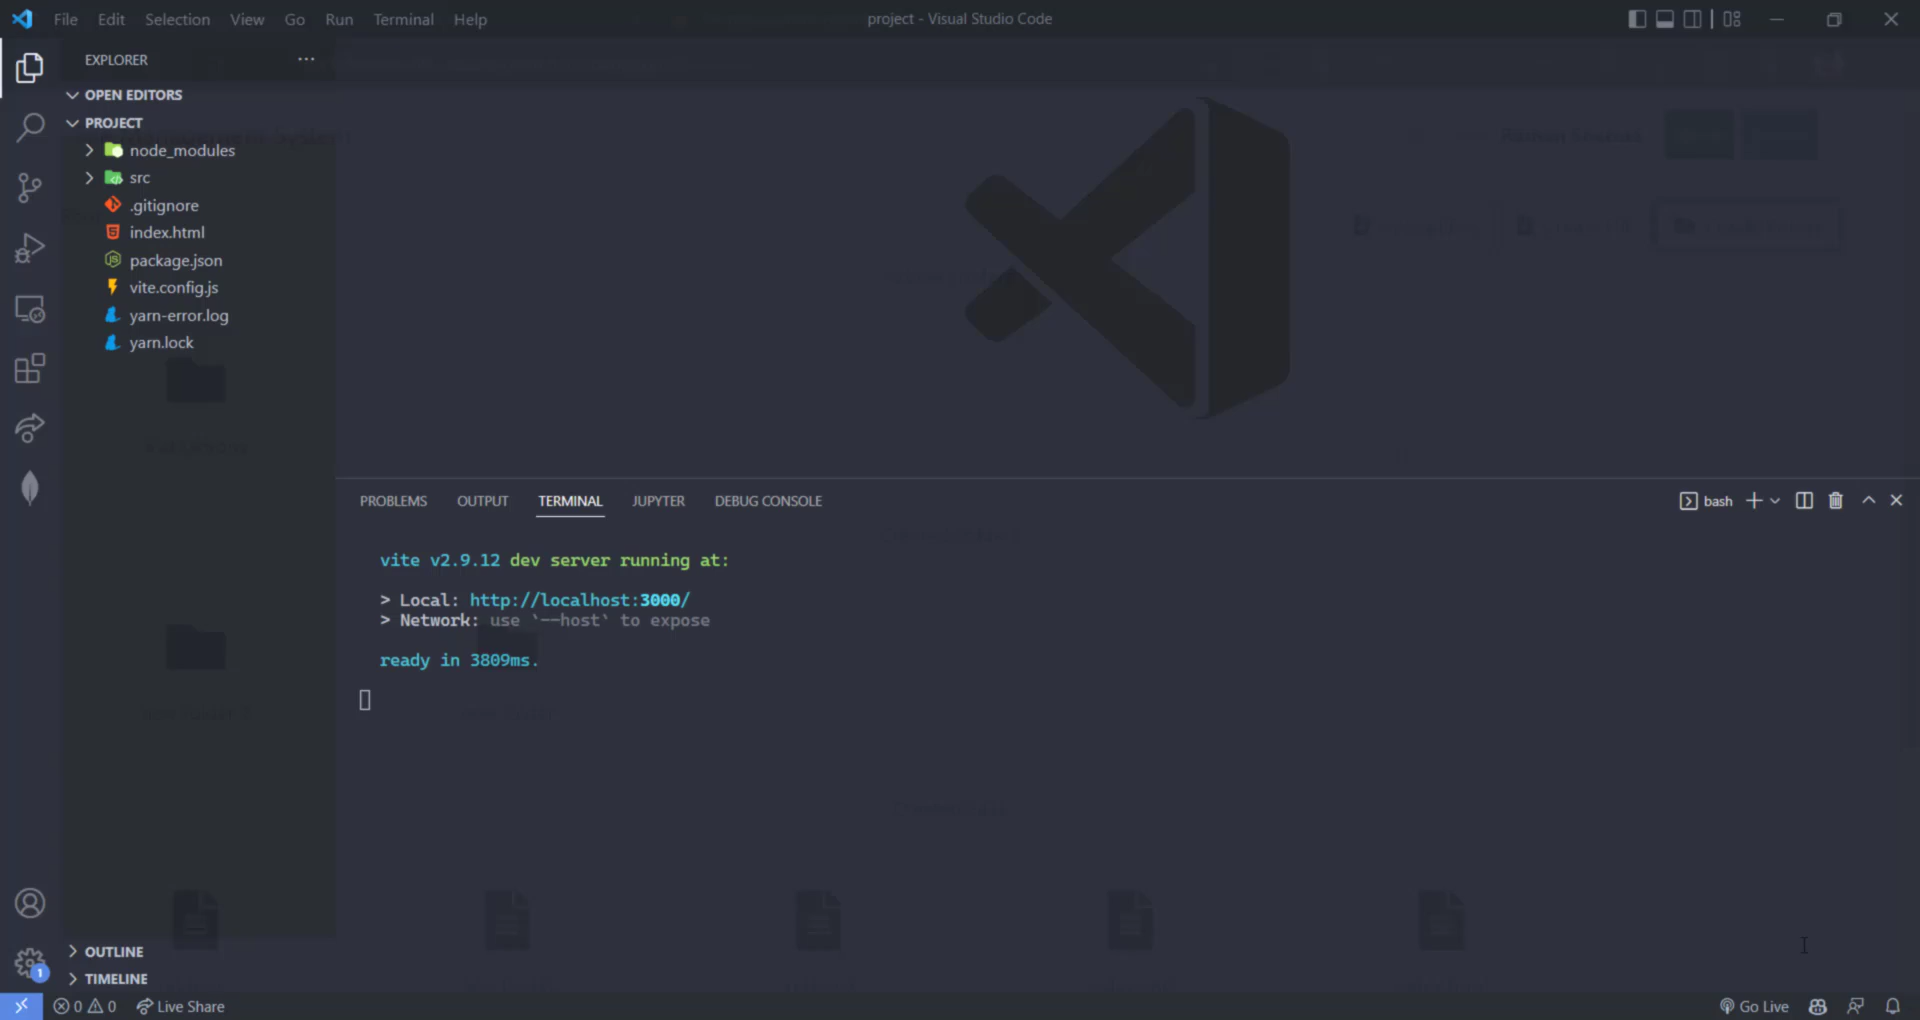 File Edit Selection View Go Run Terminal Help
project - Visual Studio Code
EXPLORER
OPEN EDITORS
PROJECT
node_modules
src
.gitignore
index.html
package.json
vite.config.js
yarn-error.log
yarn.lock
PROBLEMS OUTPUT TERMINAL JUPYTER DEBUG CONSOLE
bash
vite v2.9.12 dev server running at:
> Local: http://localhost:3000/
> Network: use `--host` to expose
ready in 3809ms.
OUTLINE
TIMELINE
1
0 0 Live Share
Go Live